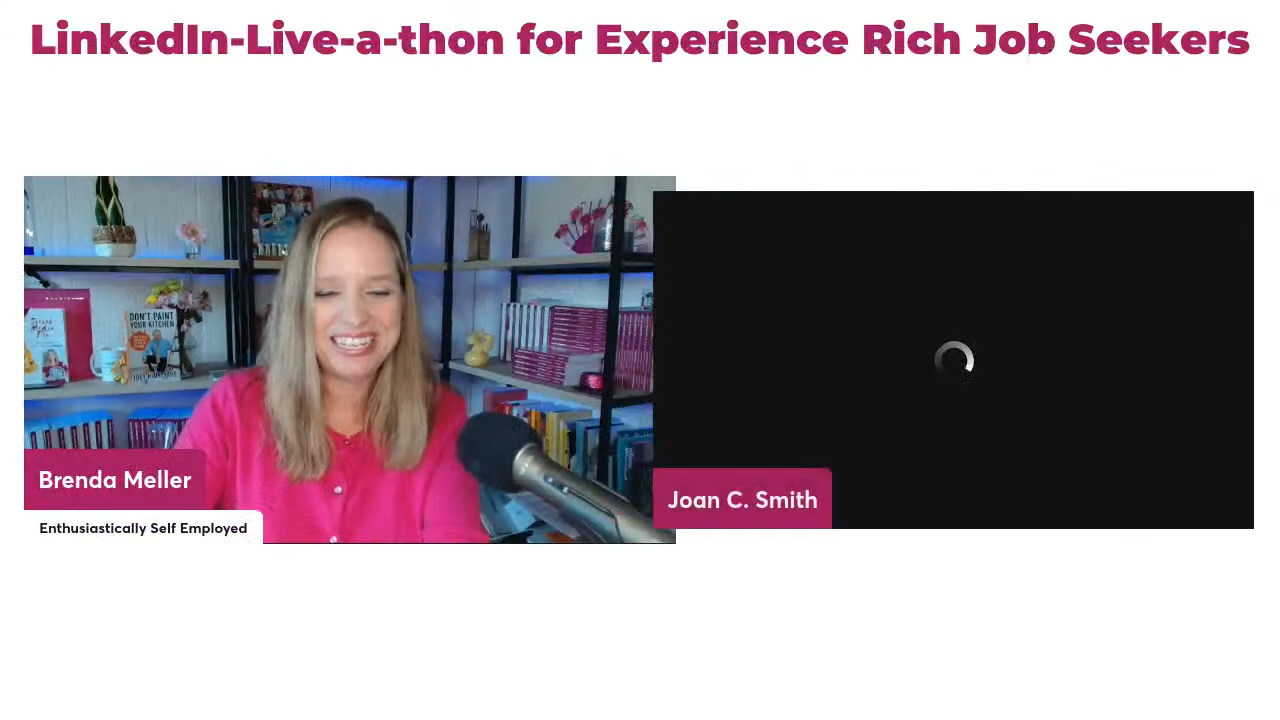 LinkedIn-Live-a-thon for Experience Rich Job Seekers
DON'T PAINT
YOUR KITCHEN
Brenda Meller
Enthusiastically Self Employed
Joan C. Smith